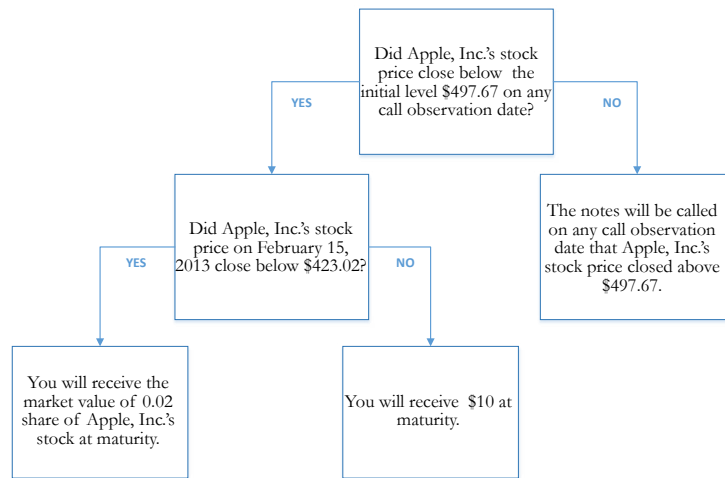 Did Apple, Inc.'s stock
price close below the
initial level $497.67 on any
call observation date?
YES
NO
Did Apple, Inc.'s stock
price on February 15,
2013 close below $423.02?
The notes will be called
on any call observation
date that Apple, Inc.'s
stock price closed above
$497.67.
YES
NO
You will receive the
market value of 0.02
share of Apple, Inc.'s
stock at maturity.
You will receive $10 at
maturity.